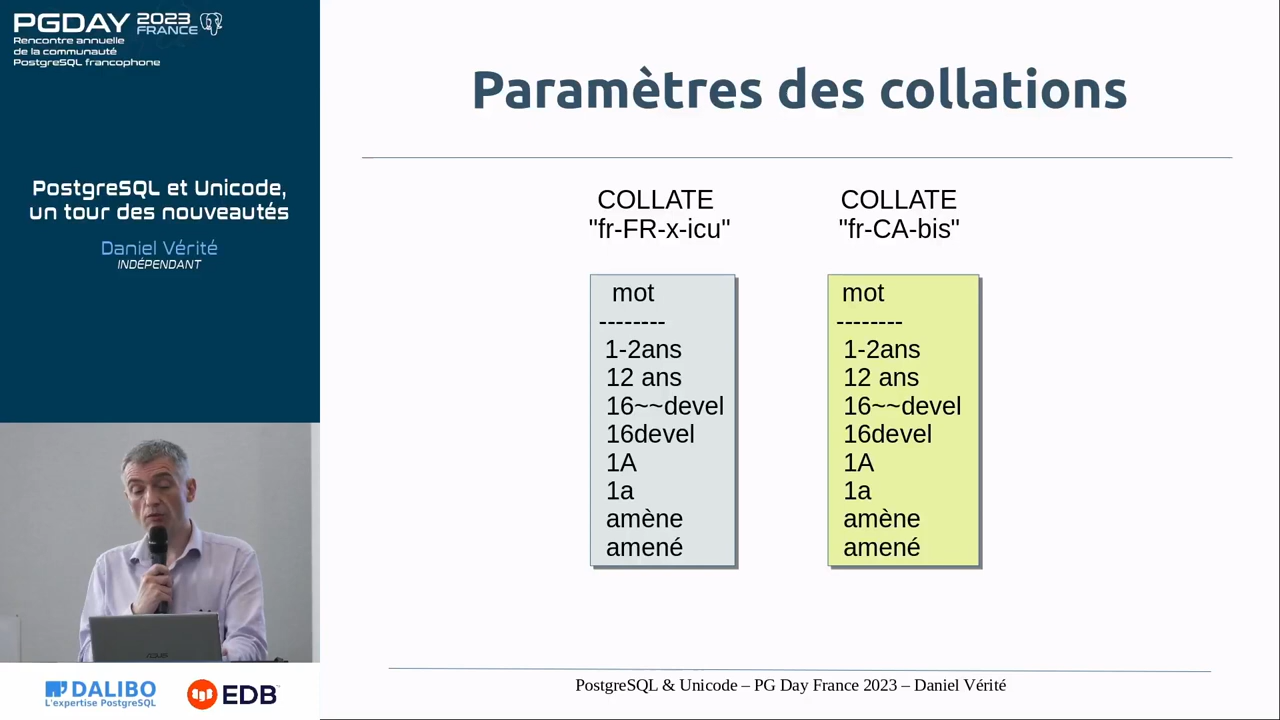 PGDAY 2023 FRANCE
Rencontre annuelle
de la communauté
PostgreSQL francophone
PostgreSQL et Unicode,
un tour des nouveautés
Daniel Vérité
INDÉPENDANT
ASUS
DALIBO
L'expertise PostgreSQL
EDB
Paramètres des collations
COLLATE
"fr-FR-x-icu"
mot
--------
1-2ans
12 ans
16~~devel
16devel
1A
1a
amène
amené
COLLATE
"fr-CA-bis"
mot
--------
1-2ans
12 ans
16~~devel
16devel
1A
1a
amène
amené
PostgreSQL & Unicode – PG Day France 2023 – Daniel Vérité